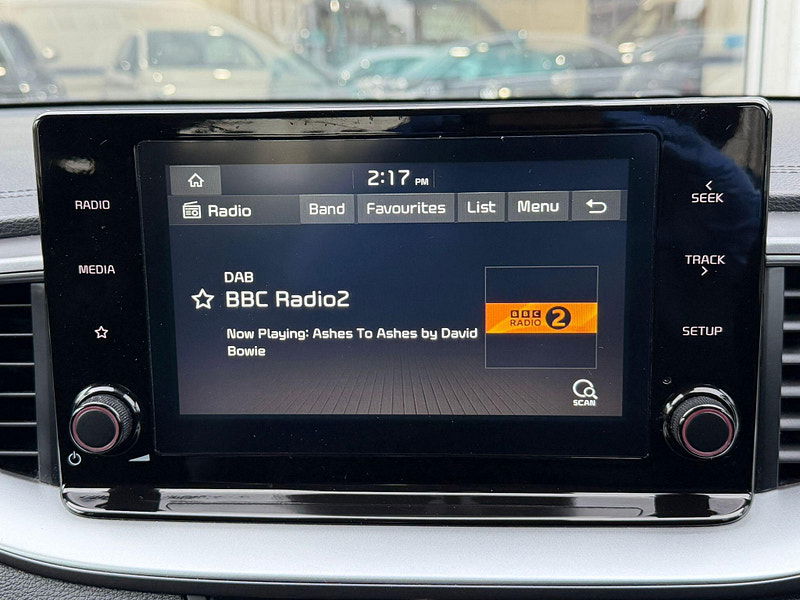 2:17 PM
RADIO
Radio
Band
Favourites
List
Menu
SEEK
MEDIA
TRACK
DAB
BBC Radio2
BBC
RADIO 2
Now Playing: Ashes To Ashes by David
Bowie
SETUP
SCAN